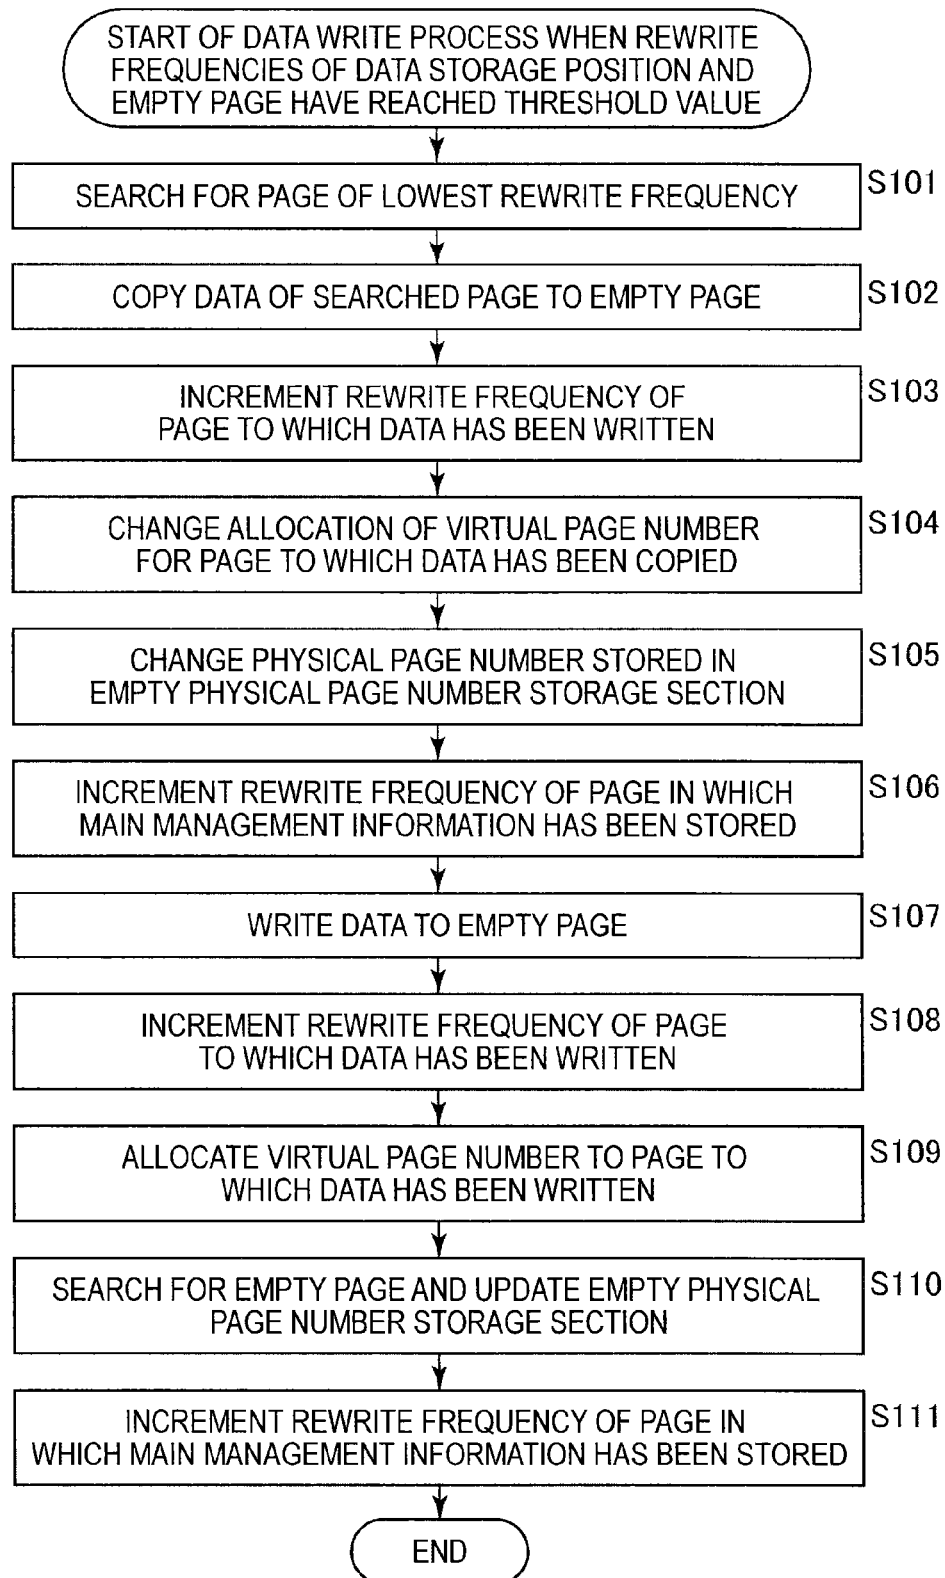 START OF DATA WRITE PROCESS WHEN REWRITE
FREQUENCIES OF DATA STORAGE POSITION AND
EMPTY PAGE HAVE REACHED THRESHOLD VALUE
SEARCH FOR PAGE OF LOWEST REWRITE FREQUENCY
S101
COPY DATA OF SEARCHED PAGE TO EMPTY PAGE
S102
INCREMENT REWRITE FREQUENCY OF
PAGE TO WHICH DATA HAS BEEN WRITTEN
S103
CHANGE ALLOCATION OF VIRTUAL PAGE NUMBER
FOR PAGE TO WHICH DATA HAS BEEN COPIED
S104
CHANGE PHYSICAL PAGE NUMBER STORED IN
EMPTY PHYSICAL PAGE NUMBER STORAGE SECTION
S105
INCREMENT REWRITE FREQUENCY OF PAGE IN WHICH
MAIN MANAGEMENT INFORMATION HAS BEEN STORED
S106
WRITE DATA TO EMPTY PAGE
S107
INCREMENT REWRITE FREQUENCY OF PAGE
TO WHICH DATA HAS BEEN WRITTEN
S108
ALLOCATE VIRTUAL PAGE NUMBER TO PAGE TO
WHICH DATA HAS BEEN WRITTEN
S109
SEARCH FOR EMPTY PAGE AND UPDATE EMPTY PHYSICAL
PAGE NUMBER STORAGE SECTION
S110
INCREMENT REWRITE FREQUENCY OF PAGE IN
WHICH MAIN MANAGEMENT INFORMATION HAS BEEN STORED
S111
END